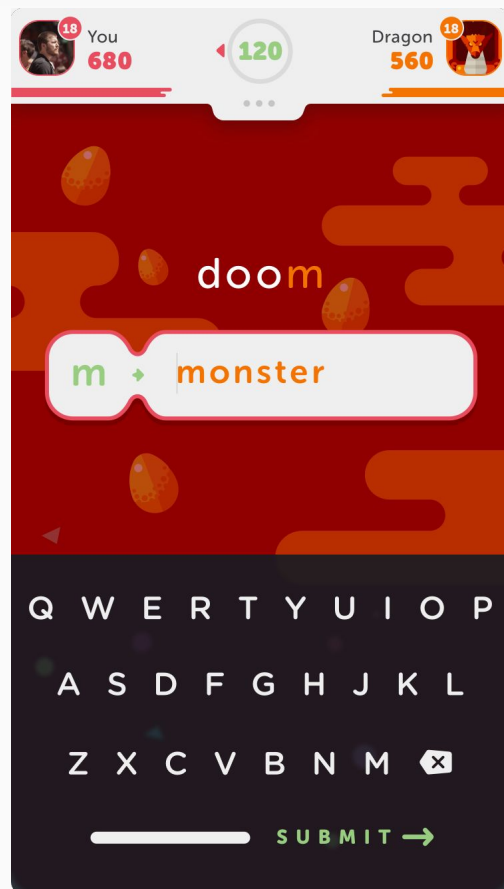 18
You
680
120
Dragon
560
18
doom
m monster
Q W E R T Y U I O P
A S D F G H J K L
Z X C V B N M
SUBMIT